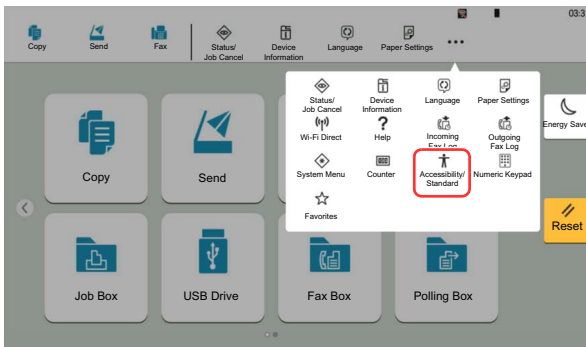 03:3
Copy
Send
Fax
Status/
Job Cancel
Device
Information
Language
Paper Settings
Status/
Job Cancel
Device
Information
Language
Paper Settings
Wi-Fi Direct
?
Help
Incoming
Fax Log
Outgoing
Fax Log
System Menu
Counter
Accessibility/
Standard
Numeric Keypad
Favorites
Energy Save
Reset
Copy
Send
Job Box
USB Drive
Fax Box
Polling Box